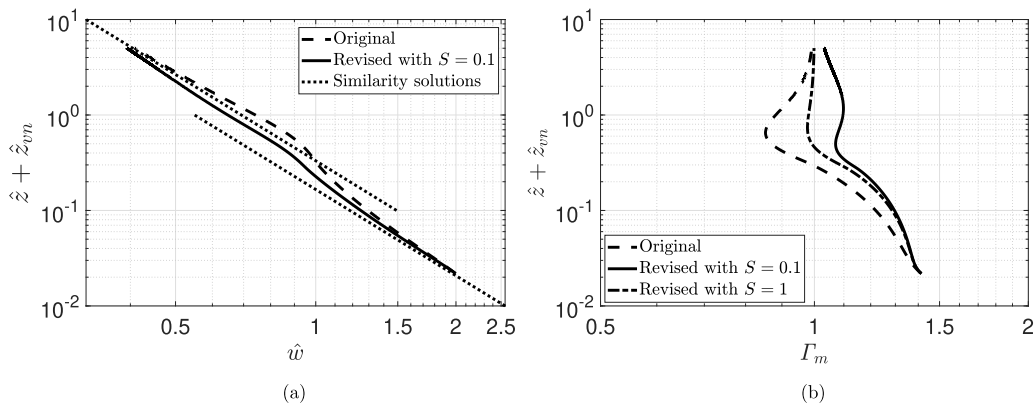 10^1
10^0
10^-1
10^-2
ẑ + ẑ_vn
0.5 1 1.5 2 2.5
ŵ
Original
Revised with S = 0.1
Similarity solutions
(a)
10^1
10^0
10^-1
10^-2
ẑ + ẑ_vn
0.5 1 1.5 2
Γ_m
Original
Revised with S = 0.1
Revised with S = 1
(b)